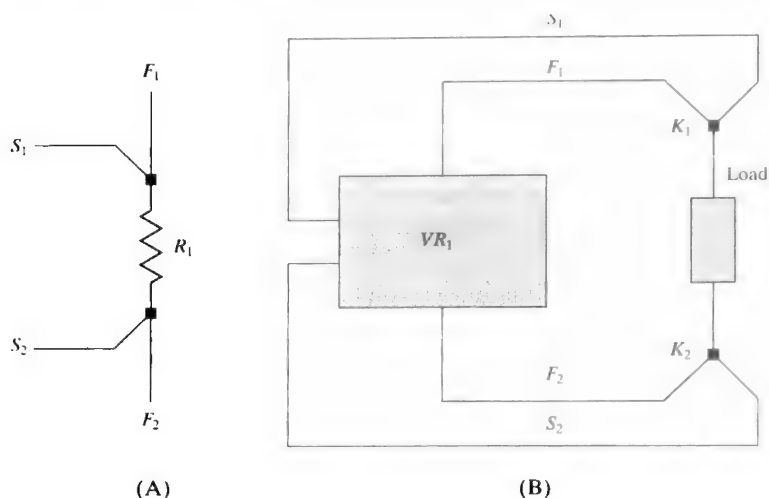 F₁
S₁
R₁
S₂
F₂
(A)
S₁
F₁
K₁
Load
VR₁
K₂
F₂
S₂
(B)